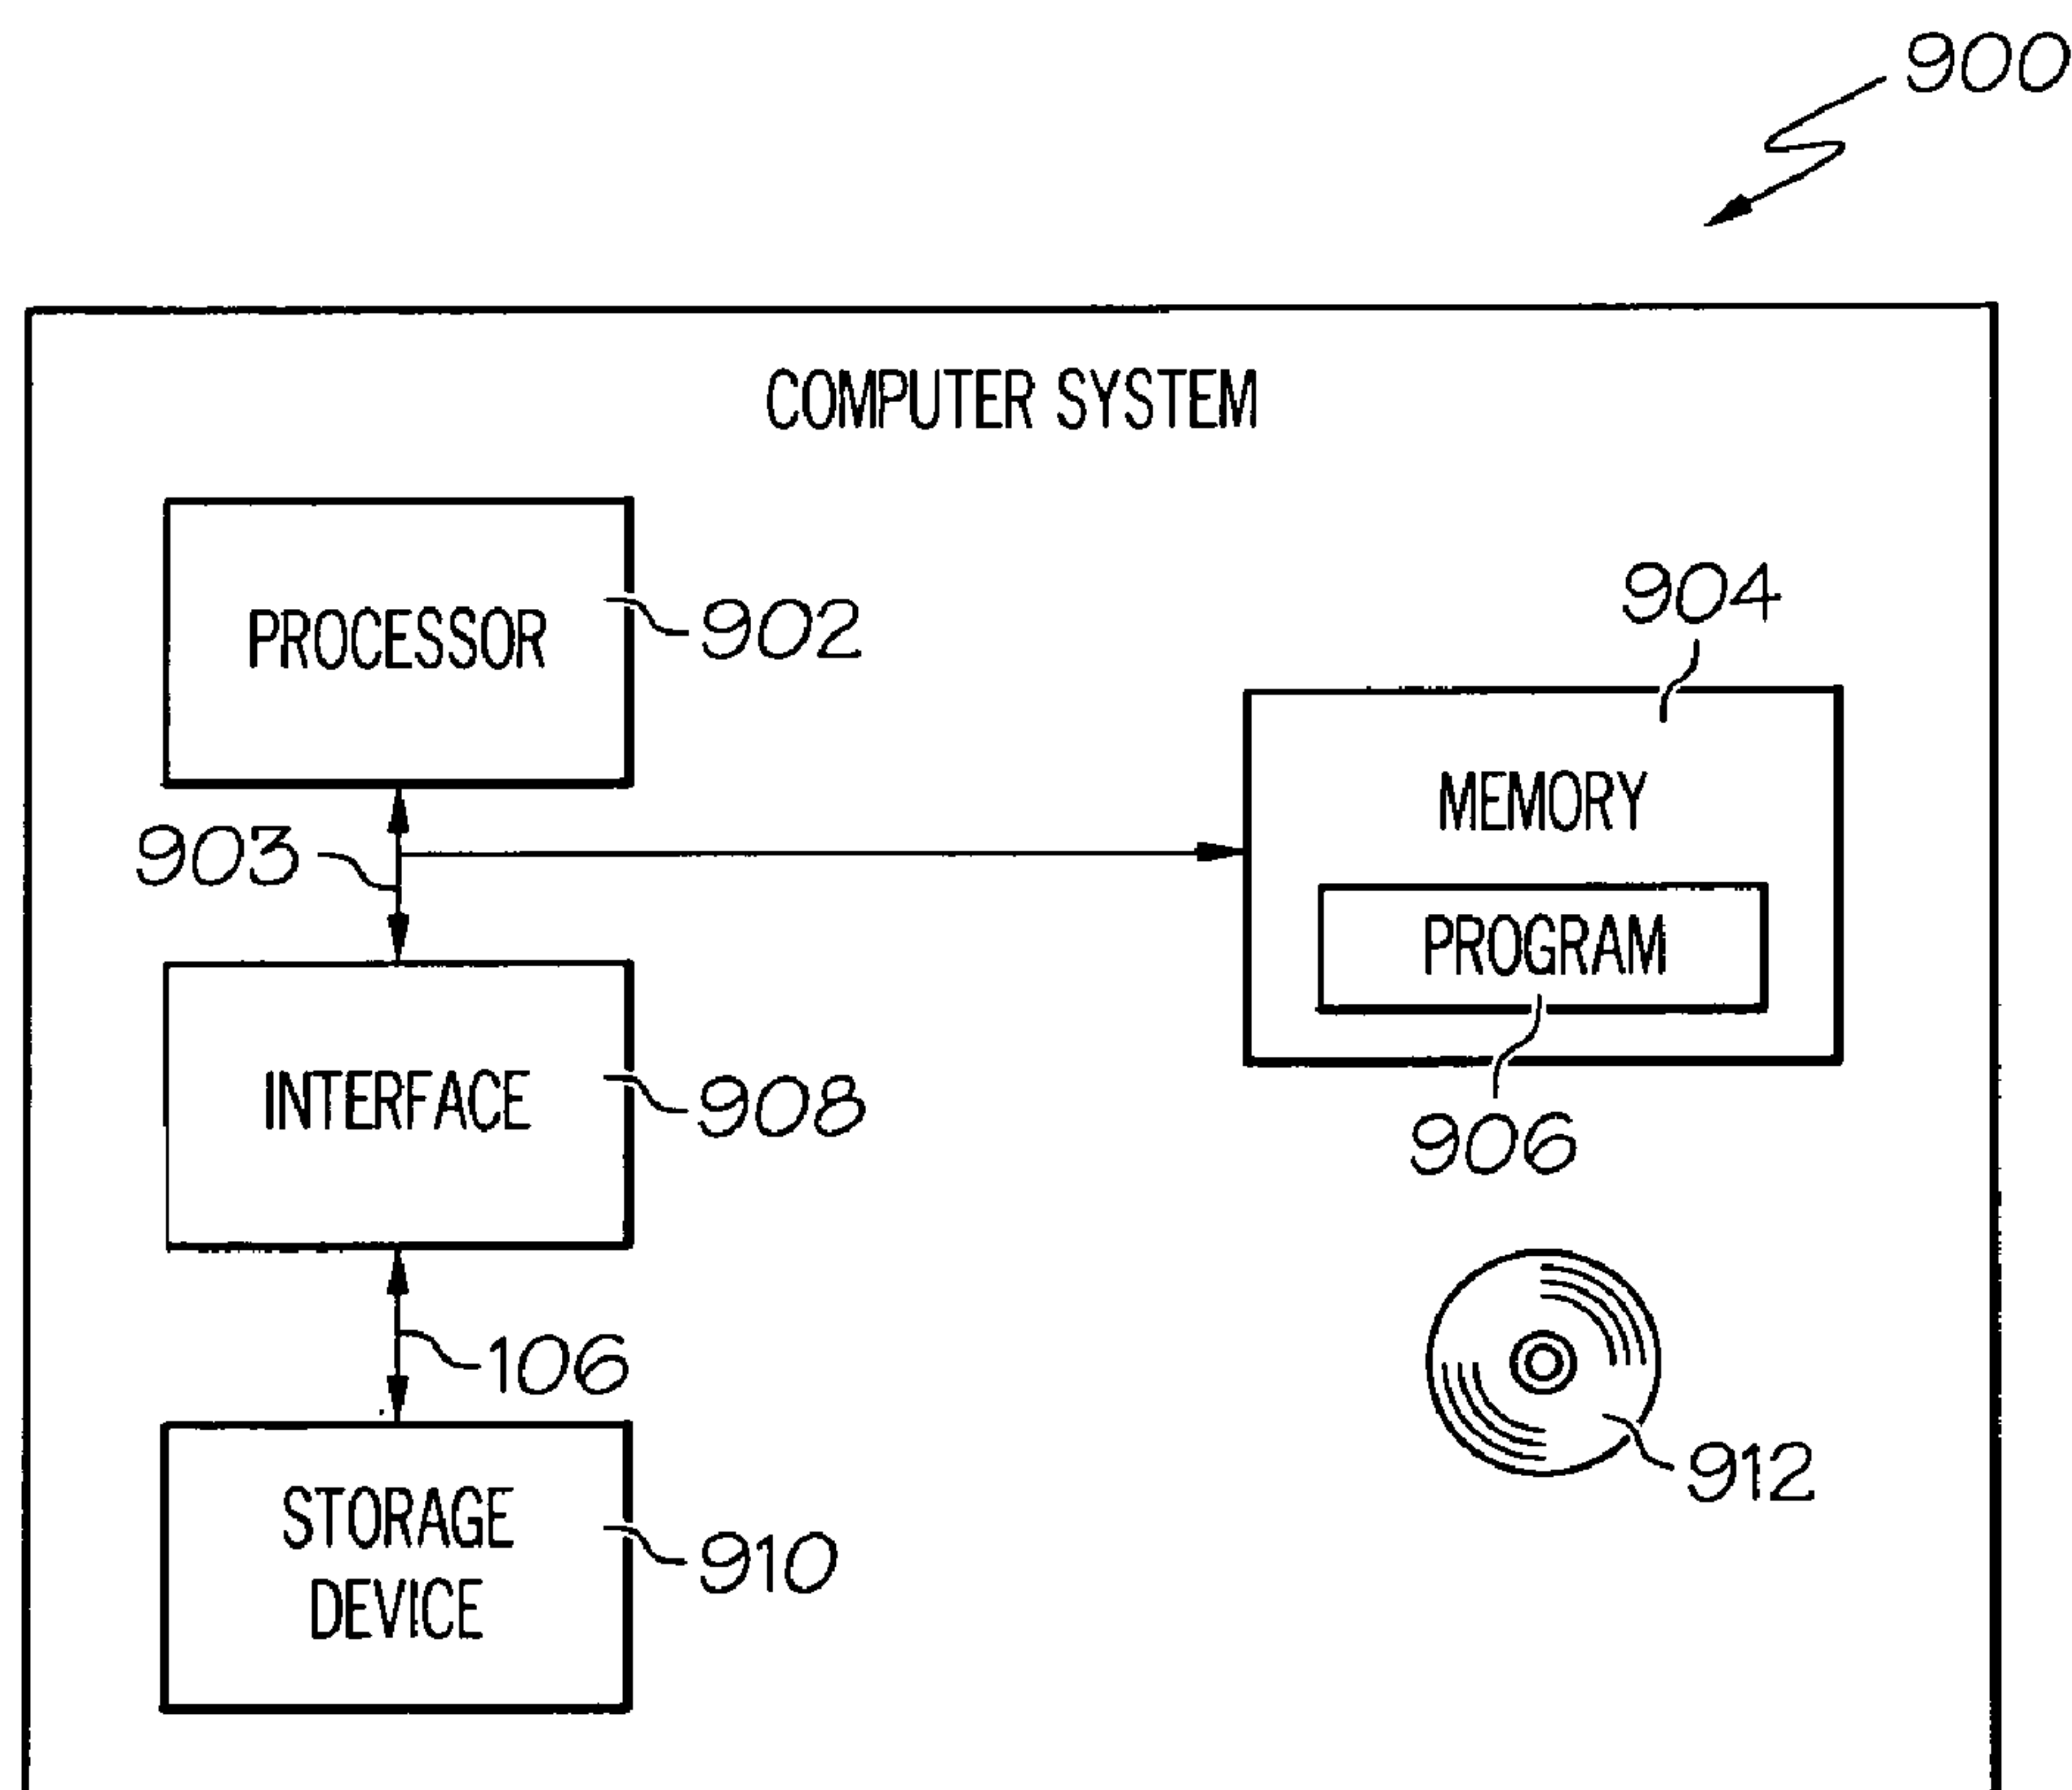 900
COMPUTER SYSTEM
PROCESSOR
902
904
MEMORY
903
PROGRAM
INTERFACE
908
906
106
STORAGE
DEVICE
910
912